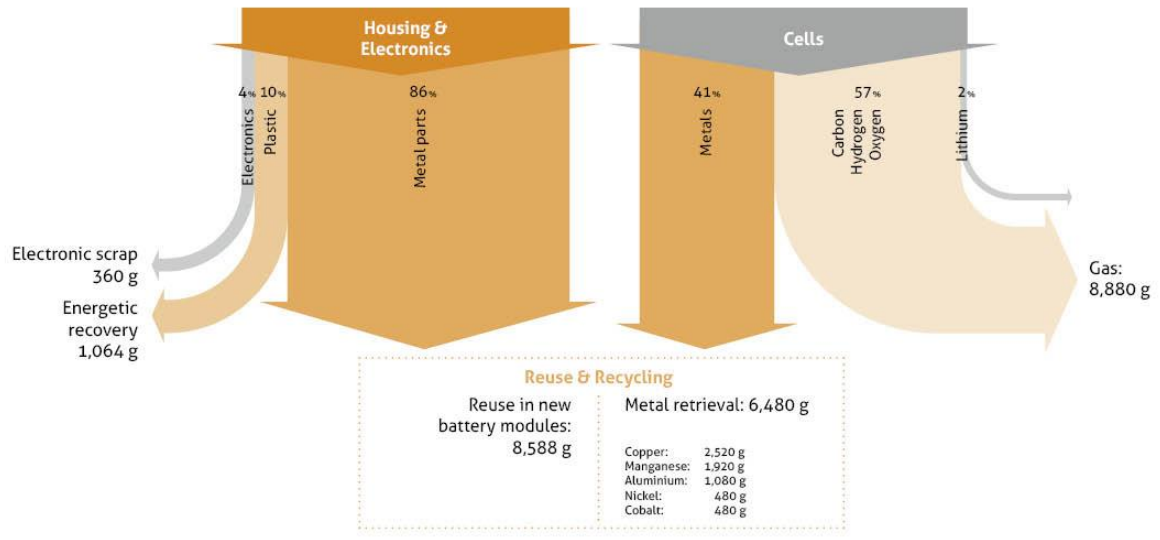 Housing &
Electronics
Cells
4%
10%
86%
41%
57%
2%
Electronics
Plastic
Metal parts
Metals
Carbon
Hydrogen
Oxygen
Lithium
Electronic scrap
360 g
Energetic
recovery
1,064 g
Gas:
8,880 g
Reuse & Recycling
Reuse in new
battery modules:
8,588 g
Metal retrieval: 6,480 g
Copper: 2,520 g
Manganese: 1,920 g
Aluminium: 1,080 g
Nickel: 480 g
Cobalt: 480 g